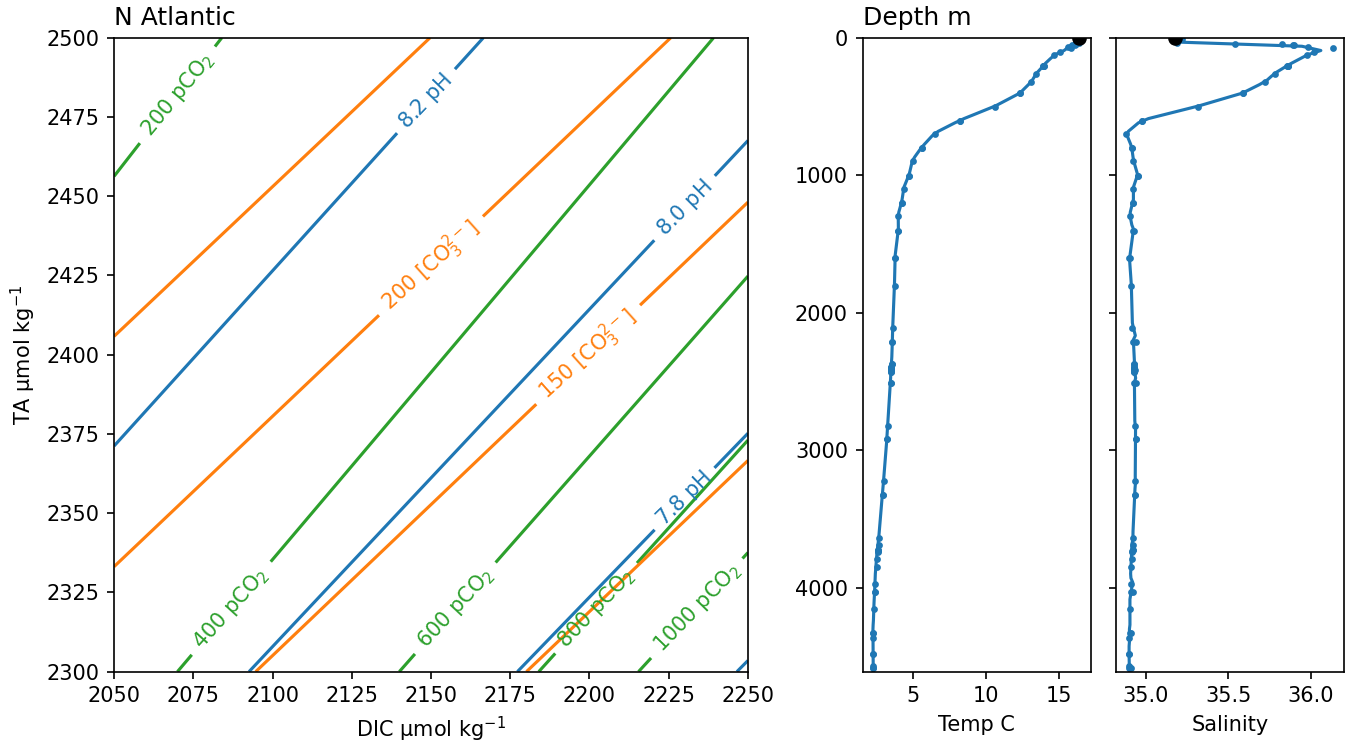 N Atlantic
Depth m
2500
2475
2450
2425
2400
2375
2350
2325
2300
TA µmol kg⁻¹
200 pCO₂
8.2 pH
8.0 pH
200 [CO₃²⁻]
150 [CO₃²⁻]
7.8 pH
400 pCO₂
600 pCO₂
800 pCO₂
1000 pCO₂
2050 2075 2100 2125 2150 2175 2200 2225 2250
DIC µmol kg⁻¹
0
1000
2000
3000
4000
5 10 15
Temp C
35.0 35.5 36.0
Salinity